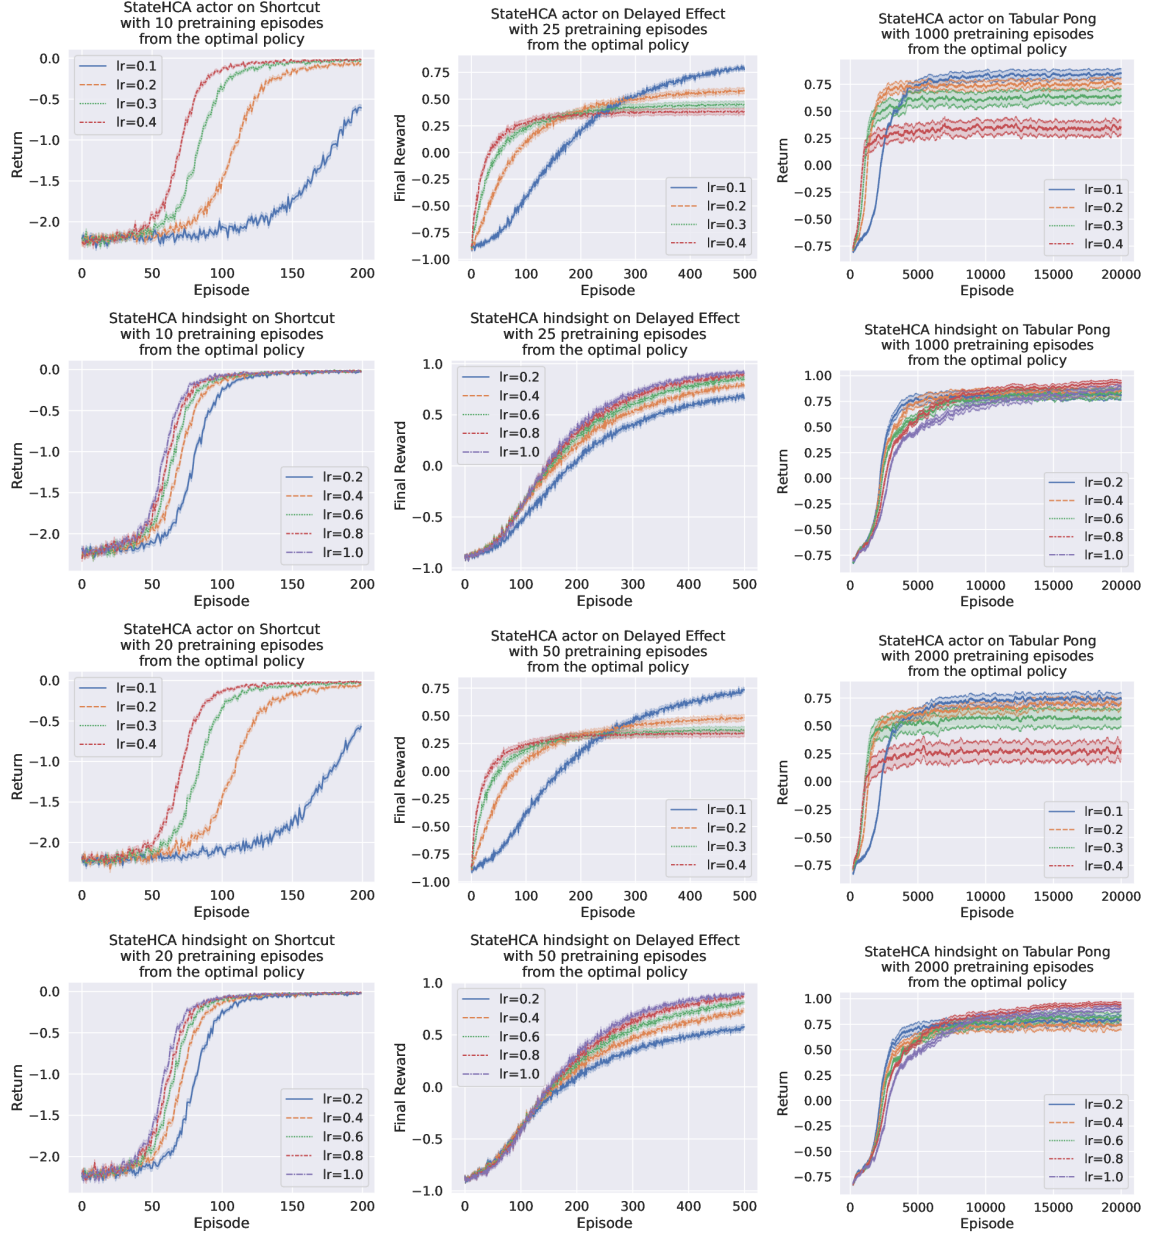 StateHCA actor on Shortcut
with 10 pretraining episodes
from the optimal policy
Return
0.0
−0.5
−1.0
−1.5
−2.0
lr=0.1
lr=0.2
lr=0.3
lr=0.4
0 50 100 150 200
Episode
StateHCA actor on Delayed Effect
with 25 pretraining episodes
from the optimal policy
Final Reward
0.75
0.50
0.25
0.00
−0.25
−0.50
−0.75
−1.00
lr=0.1
lr=0.2
lr=0.3
lr=0.4
0 100 200 300 400 500
Episode
StateHCA actor on Tabular Pong
with 1000 pretraining episodes
from the optimal policy
Return
0.75
0.50
0.25
0.00
−0.25
−0.50
−0.75
lr=0.1
lr=0.2
lr=0.3
lr=0.4
0 5000 10000 15000 20000
Episode
StateHCA hindsight on Shortcut
with 10 pretraining episodes
from the optimal policy
Return
0.0
−0.5
−1.0
−1.5
−2.0
lr=0.2
lr=0.4
lr=0.6
lr=0.8
lr=1.0
0 50 100 150 200
Episode
StateHCA hindsight on Delayed Effect
with 25 pretraining episodes
from the optimal policy
Final Reward
1.0
0.5
0.0
−0.5
−1.0
lr=0.2
lr=0.4
lr=0.6
lr=0.8
lr=1.0
0 100 200 300 400 500
Episode
StateHCA hindsight on Tabular Pong
with 1000 pretraining episodes
from the optimal policy
Return
1.00
0.75
0.50
0.25
0.00
−0.25
−0.50
−0.75
lr=0.2
lr=0.4
lr=0.6
lr=0.8
lr=1.0
0 5000 10000 15000 20000
Episode
StateHCA actor on Shortcut
with 20 pretraining episodes
from the optimal policy
Return
0.0
−0.5
−1.0
−1.5
−2.0
lr=0.1
lr=0.2
lr=0.3
lr=0.4
0 50 100 150 200
Episode
StateHCA actor on Delayed Effect
with 50 pretraining episodes
from the optimal policy
Final Reward
0.75
0.50
0.25
0.00
−0.25
−0.50
−0.75
−1.00
lr=0.1
lr=0.2
lr=0.3
lr=0.4
0 100 200 300 400 500
Episode
StateHCA actor on Tabular Pong
with 2000 pretraining episodes
from the optimal policy
Return
0.75
0.50
0.25
0.00
−0.25
−0.50
−0.75
lr=0.1
lr=0.2
lr=0.3
lr=0.4
0 5000 10000 15000 20000
Episode
StateHCA hindsight on Shortcut
with 20 pretraining episodes
from the optimal policy
Return
0.0
−0.5
−1.0
−1.5
−2.0
lr=0.2
lr=0.4
lr=0.6
lr=0.8
lr=1.0
0 50 100 150 200
Episode
StateHCA hindsight on Delayed Effect
with 50 pretraining episodes
from the optimal policy
Final Reward
1.0
0.5
0.0
−0.5
−1.0
lr=0.2
lr=0.4
lr=0.6
lr=0.8
lr=1.0
0 100 200 300 400 500
Episode
StateHCA hindsight on Tabular Pong
with 2000 pretraining episodes
from the optimal policy
Return
1.00
0.75
0.50
0.25
0.00
−0.25
−0.50
−0.75
lr=0.2
lr=0.4
lr=0.6
lr=0.8
lr=1.0
0 5000 10000 15000 20000
Episode